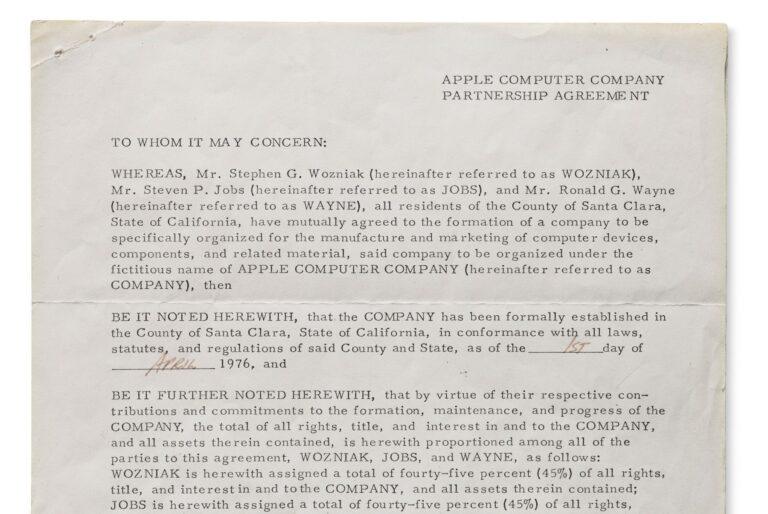 APPLE COMPUTER COMPANY
PARTNERSHIP AGREEMENT
TO WHOM IT MAY CONCERN:
WHEREAS, Mr. Stephen G. Wozniak (hereinafter referred to as WOZNIAK),
Mr. Steven P. Jobs (hereinafter referred to as JOBS), and Mr. Ronald G. Wayne
(hereinafter referred to as WAYNE), all residents of the County of Santa Clara,
State of California, have mutually agreed to the formation of a company to be
specifically organized for the manufacture and marketing of computer devices,
components, and related material, said company to be organized under the
fictitious name of APPLE COMPUTER COMPANY (hereinafter referred to as
COMPANY), then
BE IT NOTED HEREWITH, that the COMPANY has been formally established in
the County of Santa Clara, State of California, in conformance with all laws,
statutes, and regulations of said County and State, as of the 1ST day of
APRIL 1976, and
BE IT FURTHER NOTED HEREWITH, that by virtue of their respective con-
tributions and commitments to the formation, maintenance, and progress of the
COMPANY, the total of all rights, title, and interest in and to the COMPANY,
and all assets therein contained, is herewith proportioned among all of the
parties to this agreement, WOZNIAK, JOBS, and WAYNE, as follows:
WOZNIAK is herewith assigned a total of fourty-five percent (45%) of all rights,
title, and interest in and to the COMPANY, and all assets therein contained;
JOBS is herewith assigned a total of fourty-five percent (45%) of all rights,